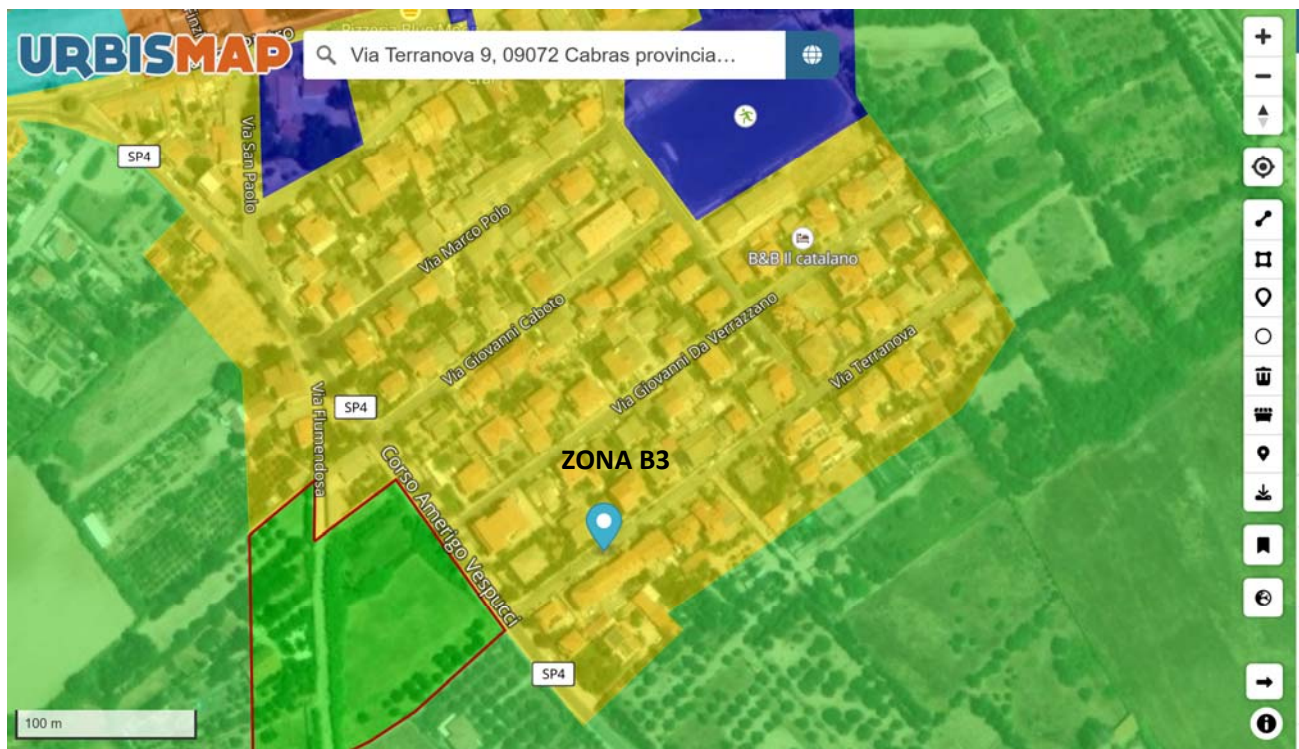 URBISMAP
Via Terranova 9, 09072 Cabras provincia…
SP4
Via San Paolo
Via Marco Polo
B&B Il catalano
Via Giovanni Caboto
Via Giovanni Da Verrazzano
Via Terranova
SP4
Via Flumendosa
Corso Amerigo Vespucci
ZONA B3
SP4
100 m